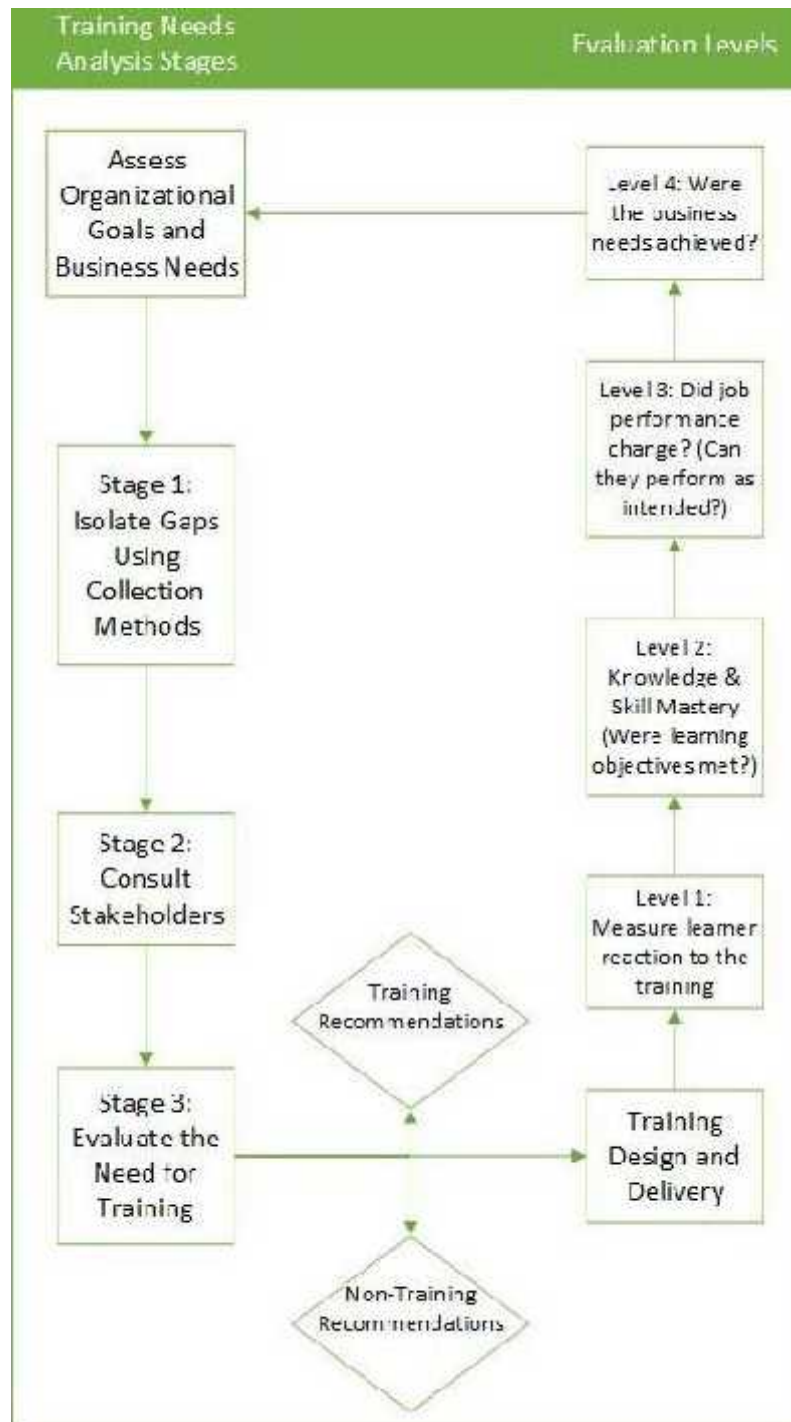 Training Needs
Analysis Stages
Evaluation Levels
Assess
Organizational
Goals and
Business Needs
Stage 1:
Isolate Gaps
Using
Collection
Methods
Stage 2:
Consult
Stakeholders
Stage 3:
Evaluate the
Need for
Training
Training
Recommendations
Non-Training
Recommendations
Training
Design and
Delivery
Level 1:
Measure learner
reaction to the
training
Level 2:
Knowledge &
Skill Mastery
(Were learning
objectives met?)
Level 3: Did job
performance
change? (Can
they perform as
intended?)
Level 4: Were
the business
needs achieved?